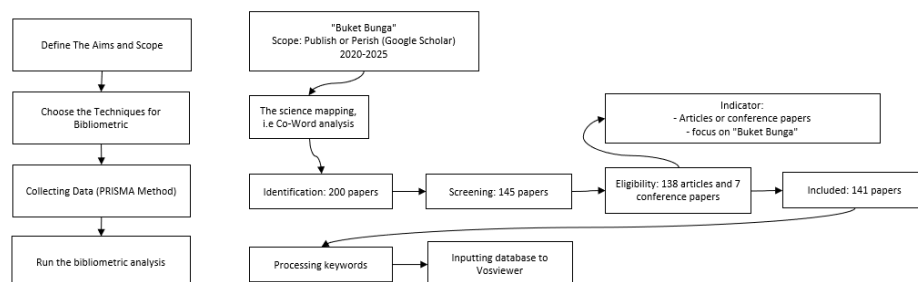 Define The Aims and Scope
Choose the Techniques for
Bibliometric
Collecting Data (PRISMA Method)
Run the bibliometric analysis
"Buket Bunga"
Scope: Publish or Perish (Google Scholar)
2020-2025
The science mapping,
i.e Co-Word analysis
Indicator:
- Articles or conference papers
- focus on "Buket Bunga"
Identification: 200 papers
Screening: 145 papers
Eligibility: 138 articles and 7
conference papers
Included: 141 papers
Processing keywords
Inputting database to
Vosviewer